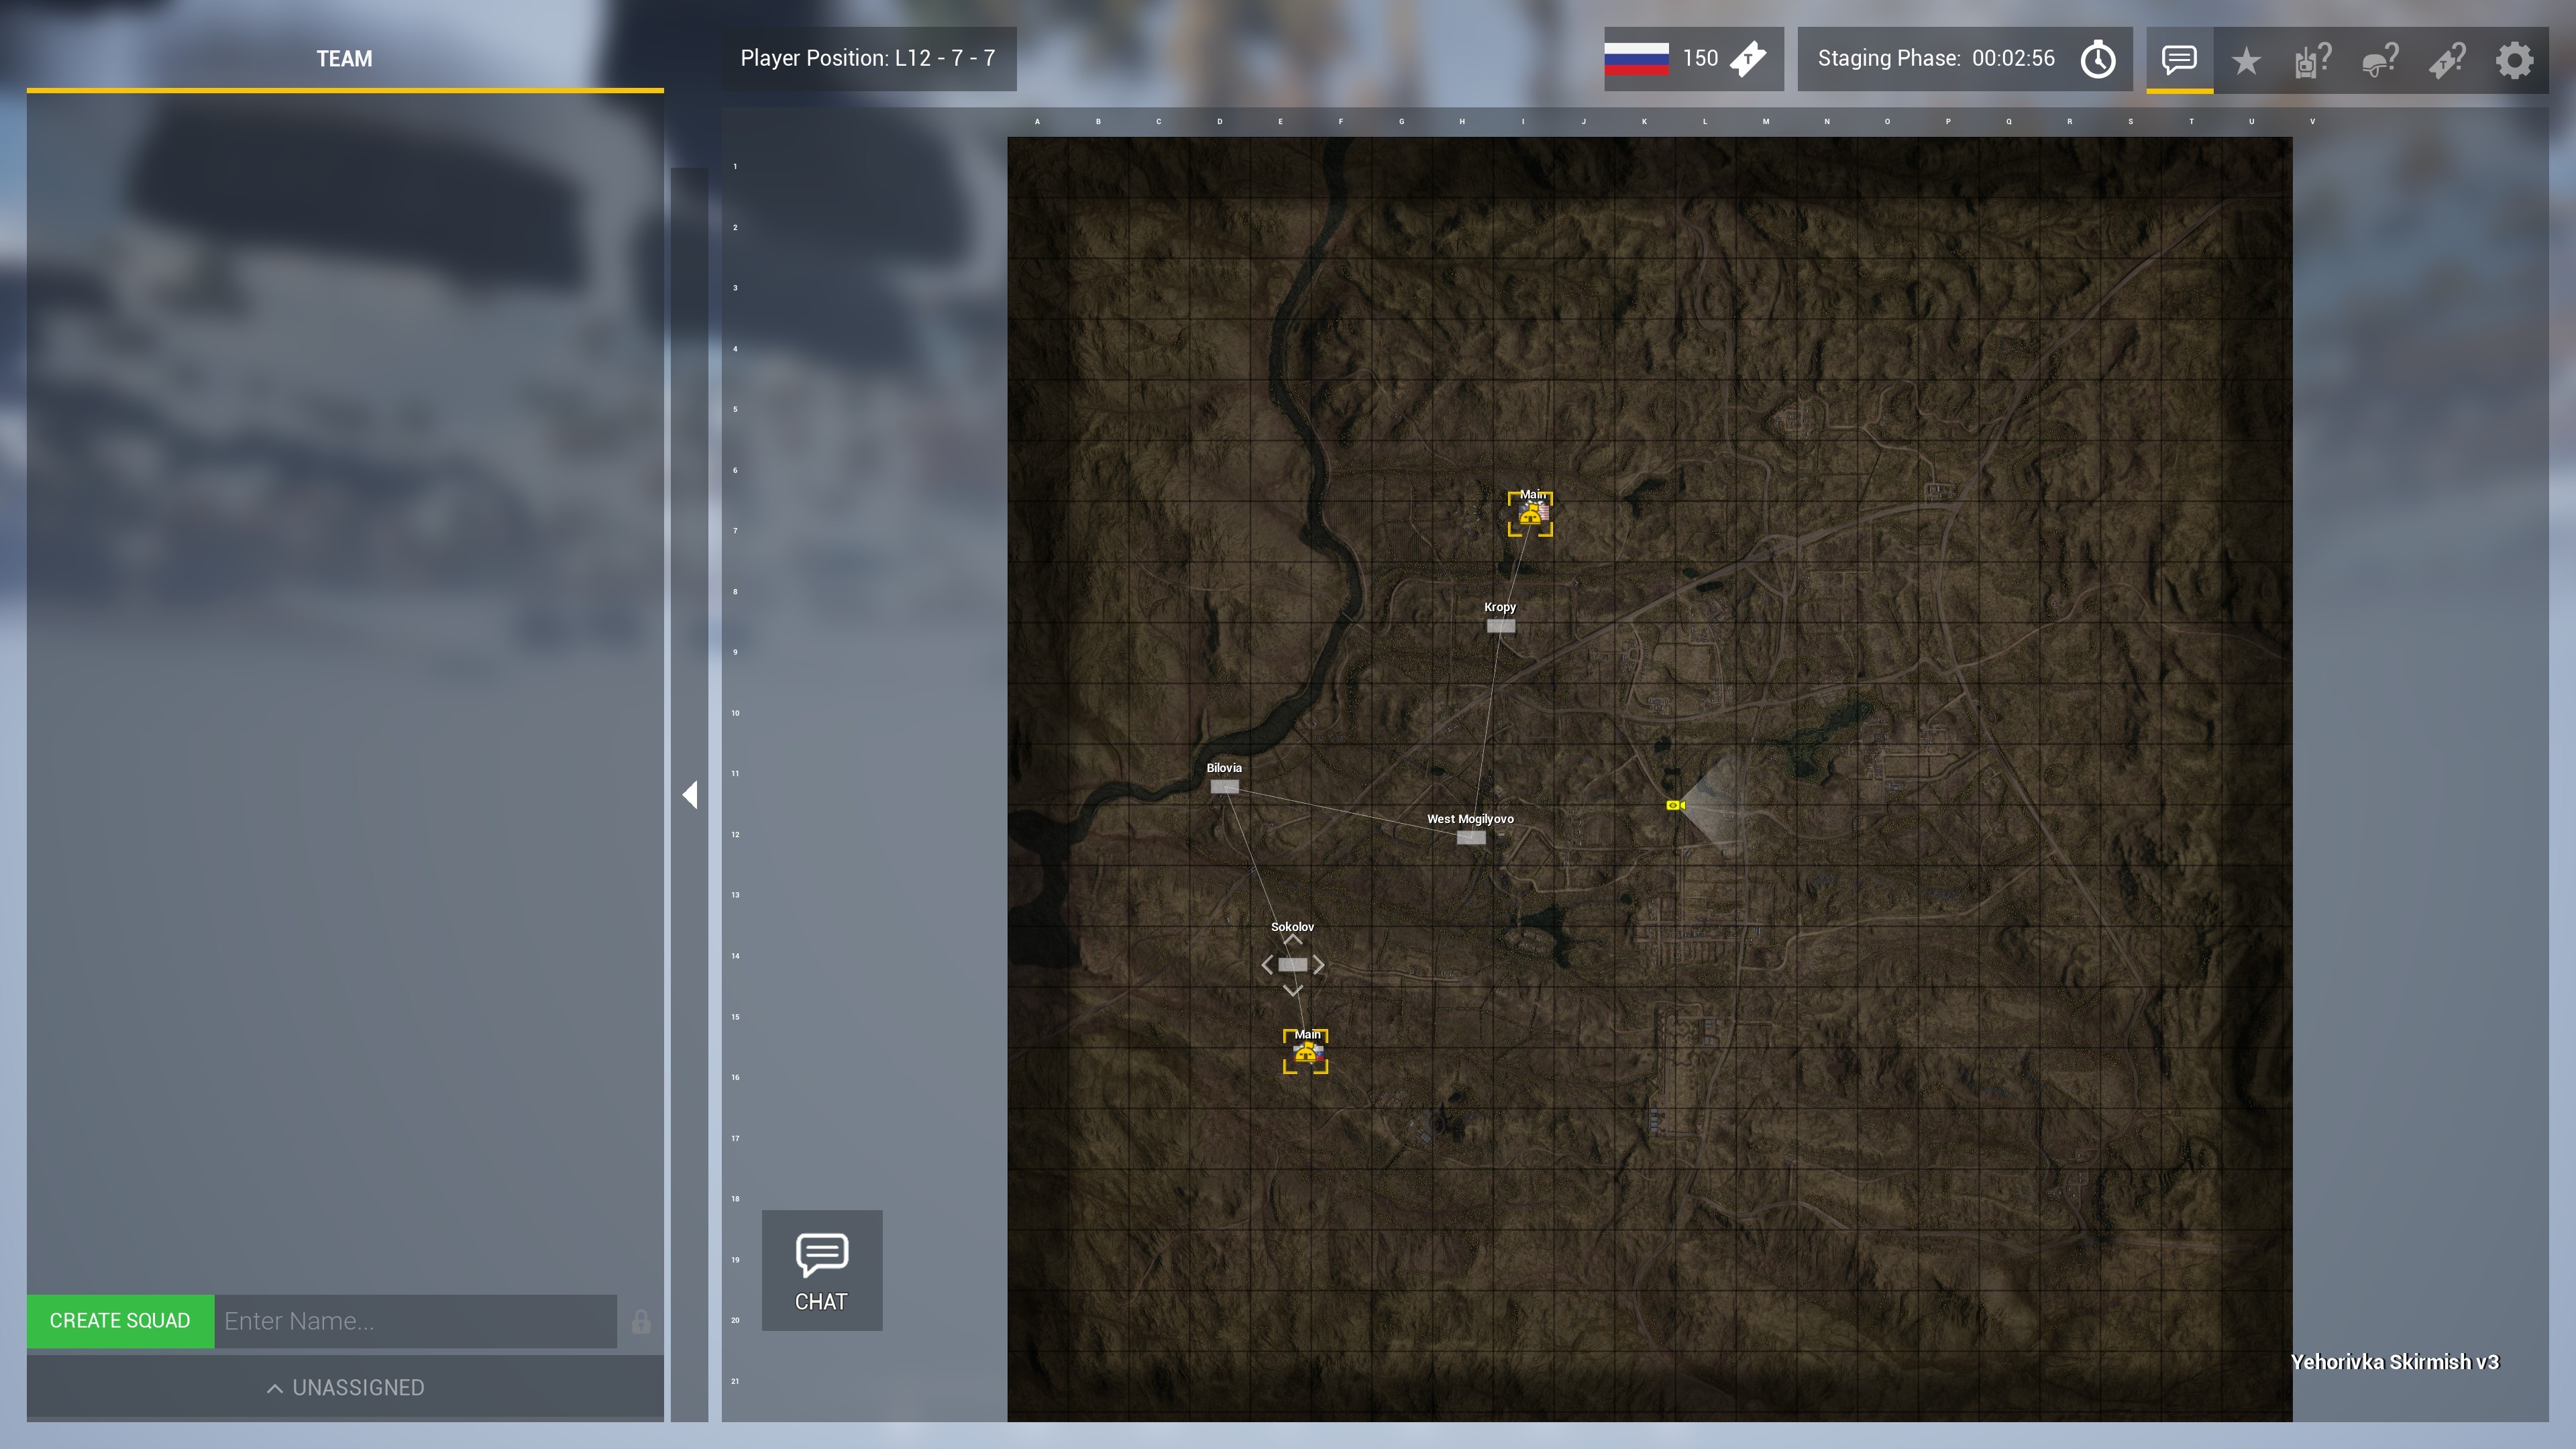 TEAM
Player Position: L12 - 7 - 7
150
T
Staging Phase: 00:02:56
A B C D E F G H I J K L M N O P Q R S T U V
1
2
3
4
5
6
7
8
9
10
11
12
13
14
15
16
17
18
19
20
21
Main
Kropy
Bilovia
West Mogilyovo
Sokolov
Main
CHAT
CREATE SQUAD Enter Name...
UNASSIGNED
Yehorivka Skirmish v3